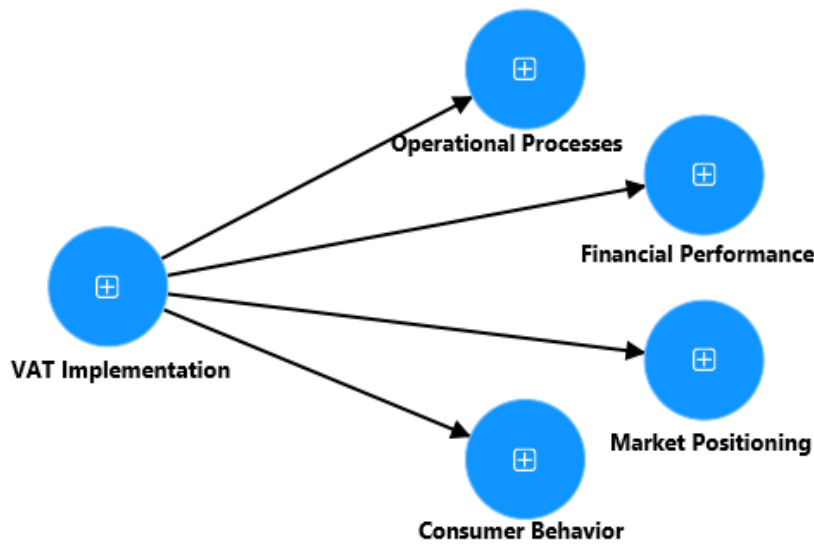 Operational Processes
Financial Performance
VAT Implementation
Market Positioning
Consumer Behavior